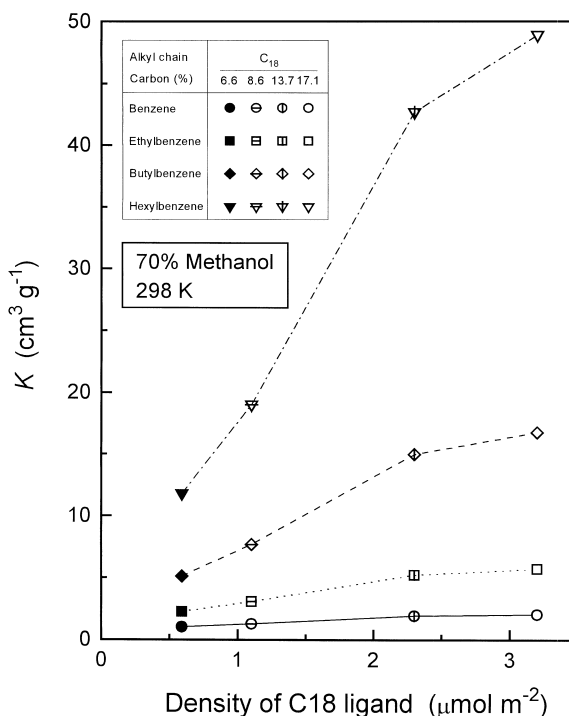 50
40
30
20
10
0
K (cm³ g⁻¹)
Alkyl chain C₁₈
Carbon (%) 6.6 8.6 13.7 17.1
Benzene
Ethylbenzene
Butylbenzene
Hexylbenzene
70% Methanol
298 K
0 1 2 3
Density of C18 ligand (μmol m⁻²)